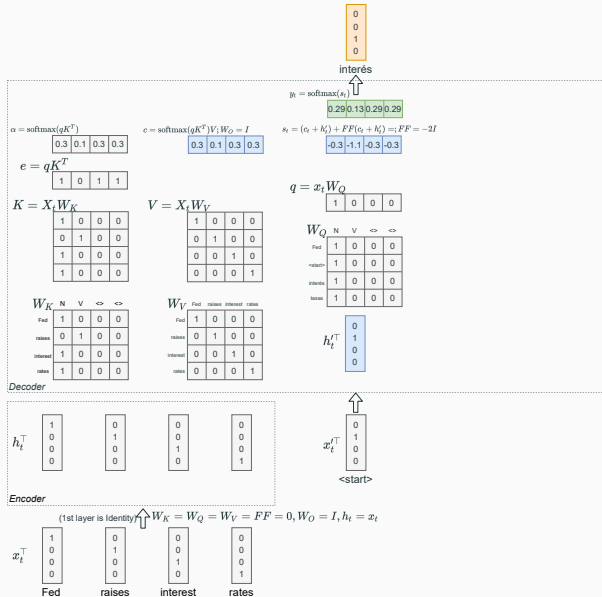 0
0
1
0
interés
y_t = softmax(s_t)
0.29 0.13 0.29 0.29
α = softmax(qK^T) c = softmax(qK^T)V; W_O = I s_t = (c_t + h'_t) + FF(c_t + h'_t) =; FF = −2I
0.3 0.1 0.3 0.3 0.3 0.1 0.3 0.3 -0.3 -1.1 -0.3 -0.3
e = qK^T
1 0 1 1
q = x_t W_Q
1 0 0 0
K = X_t W_K V = X_t W_V
1 0 0 0 1 0 0 0
0 1 0 0 0 1 0 0
1 0 0 0 0 0 1 0
1 0 0 0 0 0 0 1
W_Q N V <> <>
Fed 1 0 0 0
<start> 1 0 0 0
interés 1 0 0 0
tasas 1 0 0 0
W_K N V <> <> W_V Fed raises interest rates
Fed 1 0 0 0 Fed 1 0 0 0
raises 0 1 0 0 raises 0 1 0 0
interest 1 0 0 0 interest 0 0 1 0
rates 1 0 0 0 rates 0 0 0 1
h'^⊤_t
0
1
0
0
Decoder
h^⊤_t
1 0 0 0
0 1 0 0
0 0 1 0
0 0 0 1
Encoder
x'^⊤_t
0
1
0
0
<start>
(1st layer is Identity) W_K = W_Q = W_V = FF = 0, W_O = I, h_t = x_t
x^⊤_t
1 0 0 0
0 1 0 0
0 0 1 0
0 0 0 1
Fed raises interest rates